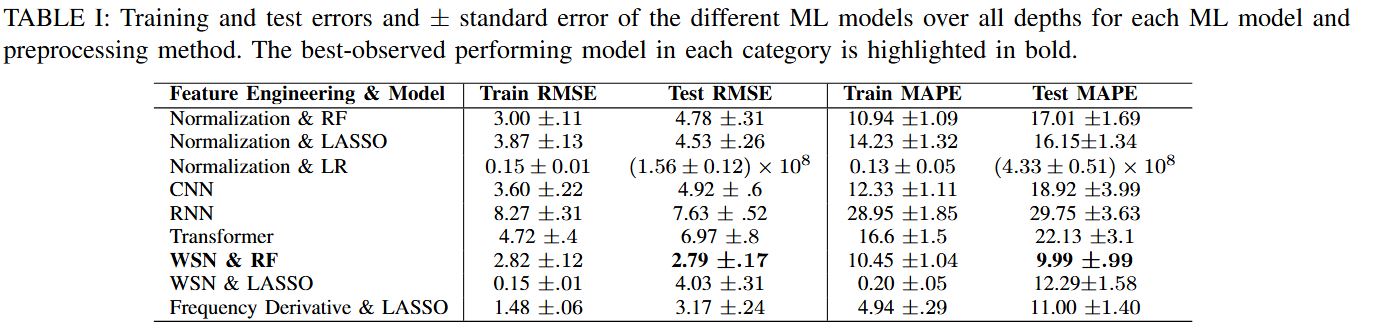 TABLE I: Training and test errors and ± standard error of the different ML models over all depths for each ML model and
preprocessing method. The best-observed performing model in each category is highlighted in bold.
Feature Engineering & Model Train RMSE Test RMSE Train MAPE Test MAPE
Normalization & RF 3.00 ±.11 4.78 ±.31 10.94 ±1.09 17.01 ±1.69
Normalization & LASSO 3.87 ±.13 4.53 ±.26 14.23 ±1.32 16.15±1.34
Normalization & LR 0.15 ± 0.01 (1.56 ± 0.12) × 10⁸ 0.13 ± 0.05 (4.33 ± 0.51) × 10⁸
CNN 3.60 ±.22 4.92 ± .6 12.33 ±1.11 18.92 ±3.99
RNN 8.27 ±.31 7.63 ± .52 28.95 ±1.85 29.75 ±3.63
Transformer 4.72 ±.4 6.97 ±.8 16.6 ±1.5 22.13 ±3.1
WSN & RF 2.82 ±.12 2.79 ±.17 10.45 ±1.04 9.99 ±.99
WSN & LASSO 0.15 ±.01 4.03 ±.31 0.20 ±.05 12.29±1.58
Frequency Derivative & LASSO 1.48 ±.06 3.17 ±.24 4.94 ±.29 11.00 ±1.40